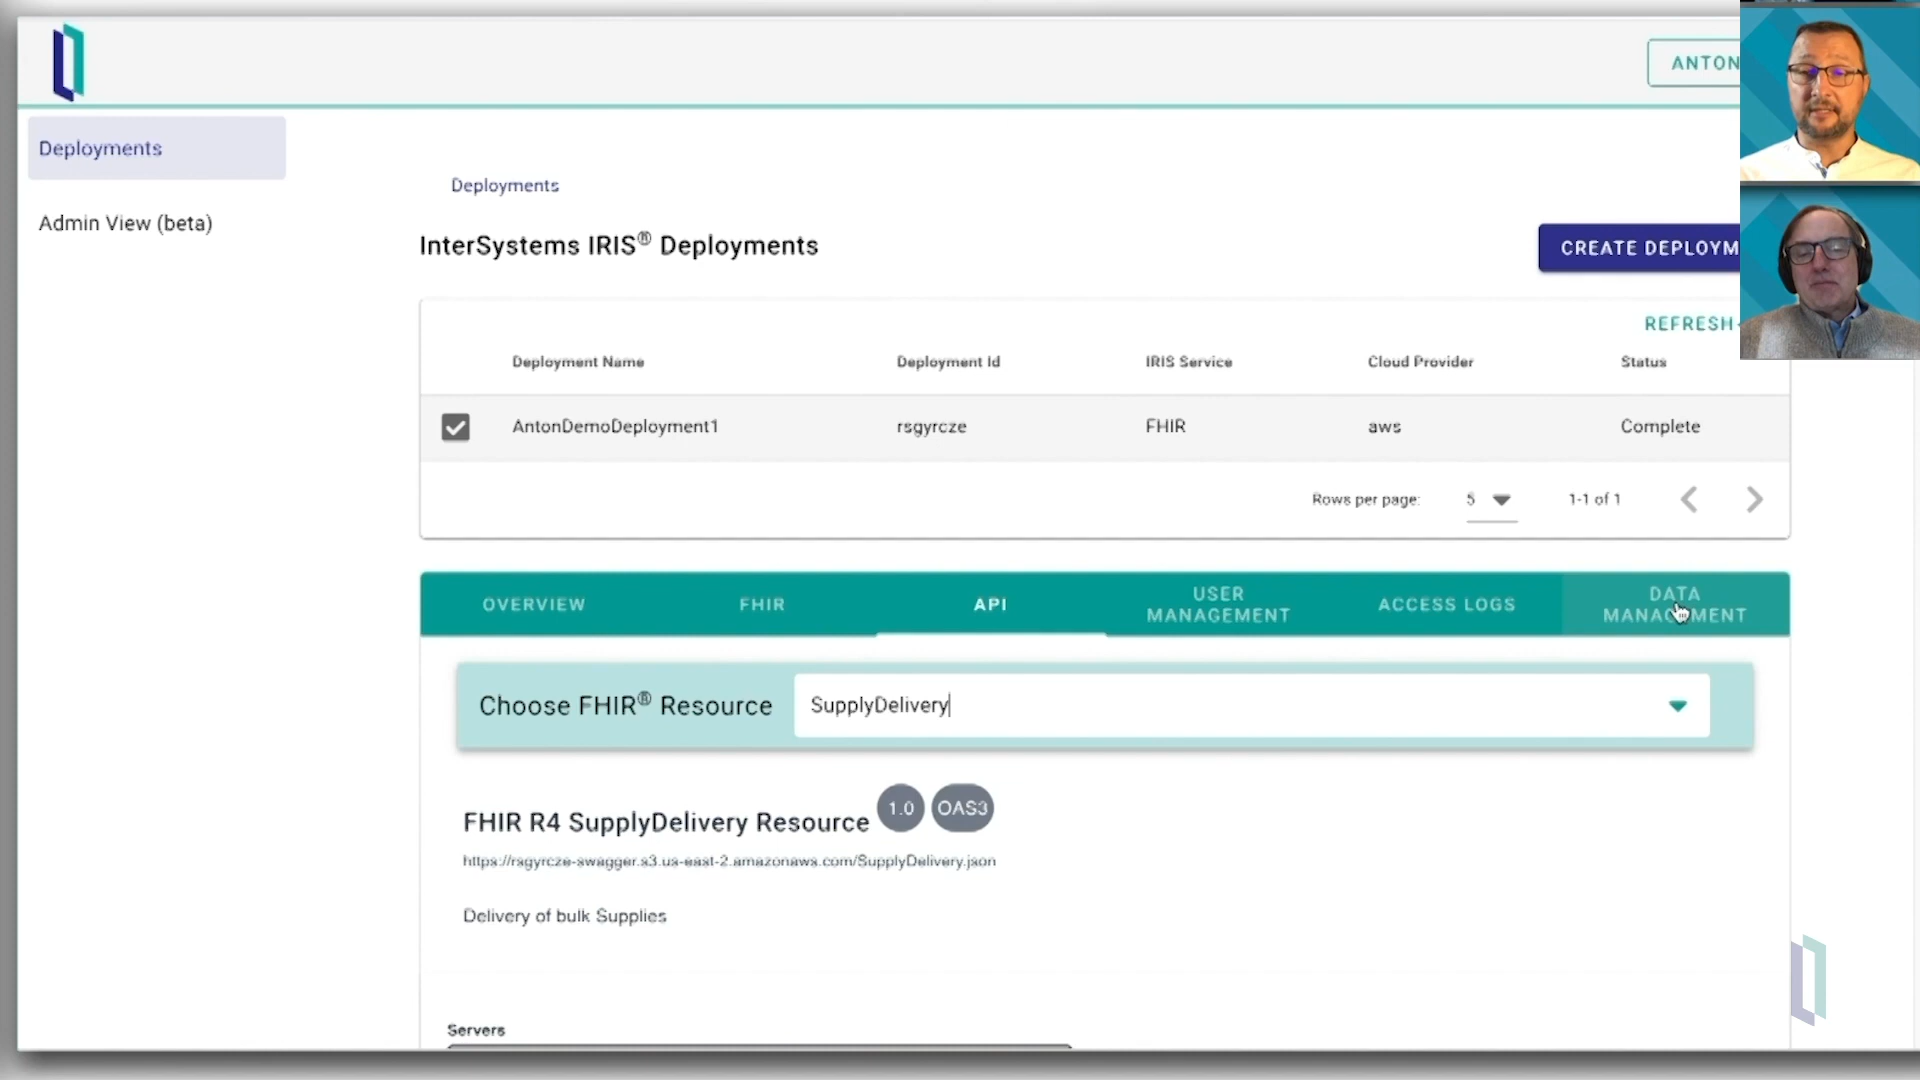 ANTON
Deployments
Admin View (beta)
Deployments
InterSystems IRIS® Deployments
CREATE DEPLOYM
REFRESH
Deployment Name Deployment Id IRIS Service Cloud Provider Status
AntonDemoDeployment1 rsgyrcze FHIR aws Complete
Rows per page: 5 1-1 of 1
OVERVIEW FHIR API USER MANAGEMENT ACCESS LOGS DATA MANAGEMENT
Choose FHIR® Resource SupplyDelivery
FHIR R4 SupplyDelivery Resource 1.0 OAS3
https://rsgyrcze-swagger.s3.us-east-2.amazonaws.com/SupplyDelivery.json
Delivery of bulk Supplies
Servers